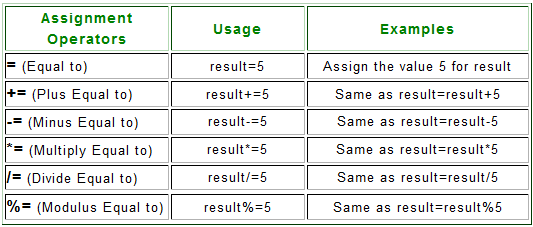 Assignment Operators Usage Examples
= (Equal to) result=5 Assign the value 5 for result
+= (Plus Equal to) result+=5 Same as result=result+5
-= (Minus Equal to) result-=5 Same as result=result-5
*= (Multiply Equal to) result*=5 Same as result=result*5
/= (Divide Equal to) result/=5 Same as result=result/5
%= (Modulus Equal to) result%=5 Same as result=result%5